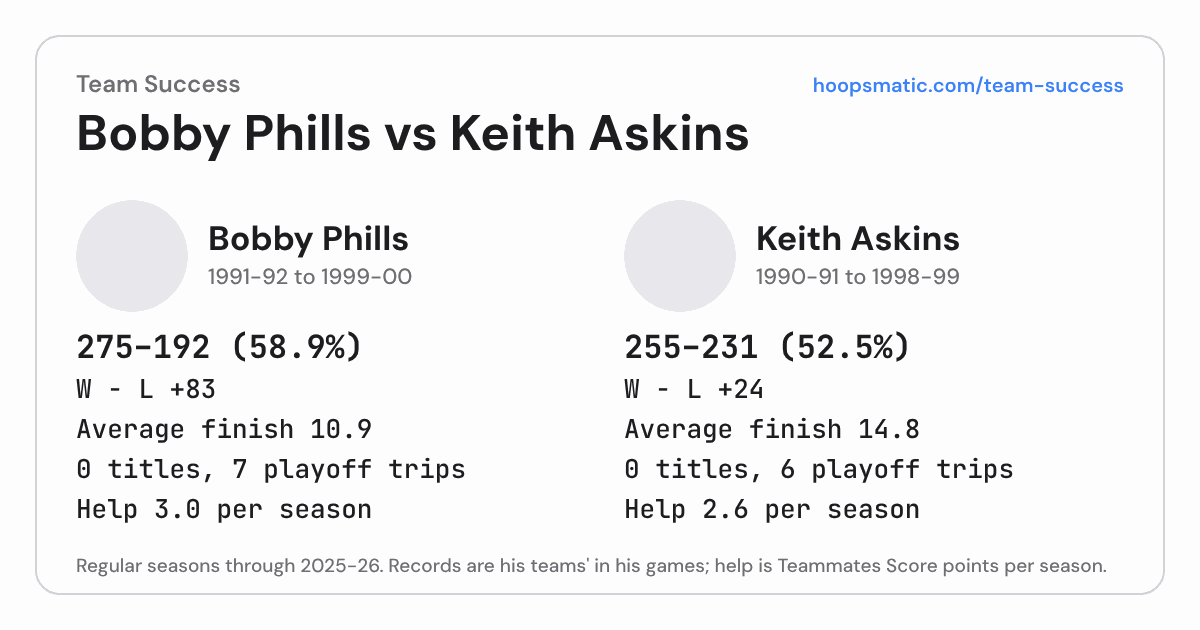 Team Success
hoopsmatic.com/team-success
Bobby Phills vs Keith Askins
Bobby Phills
1991-92 to 1999-00
275-192 (58.9%)
W - L +83
Average finish 10.9
0 titles, 7 playoff trips
Help 3.0 per season
Keith Askins
1990-91 to 1998-99
255-231 (52.5%)
W - L +24
Average finish 14.8
0 titles, 6 playoff trips
Help 2.6 per season
Regular seasons through 2025-26. Records are his teams' in his games; help is Teammates Score points per season.